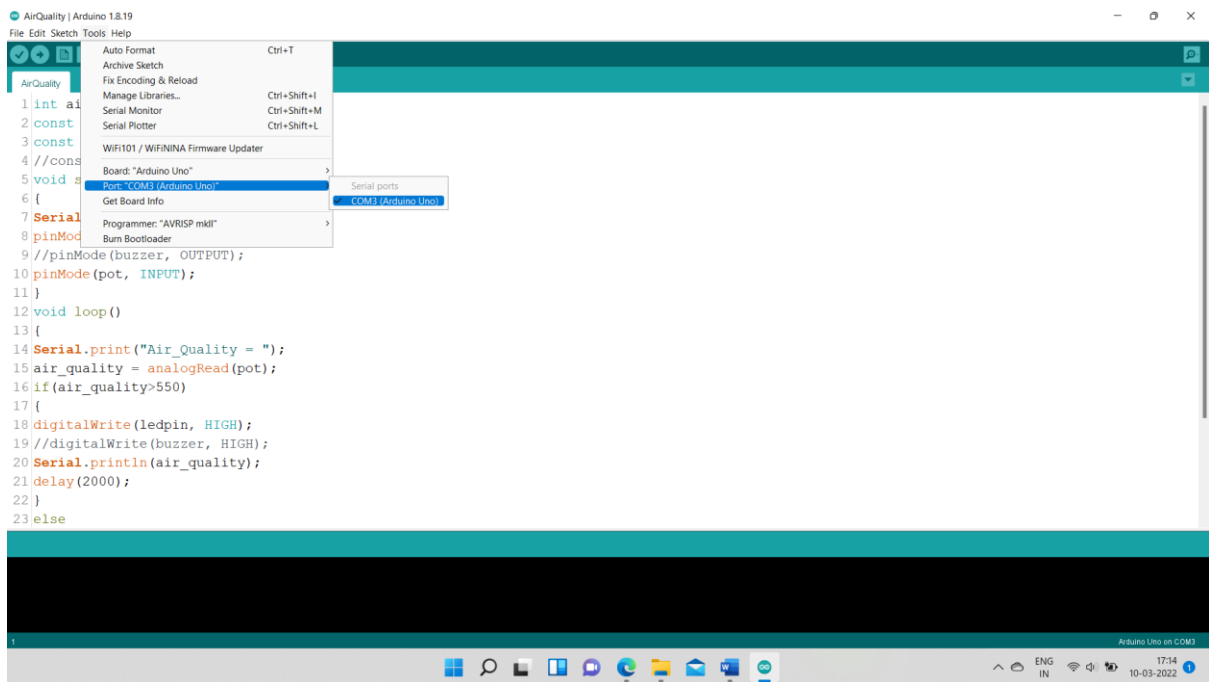 AirQuality | Arduino 1.8.19
File Edit Sketch Tools Help
AirQuality
Auto Format Ctrl+T
Archive Sketch
Fix Encoding & Reload
Manage Libraries... Ctrl+Shift+I
Serial Monitor Ctrl+Shift+M
Serial Plotter Ctrl+Shift+L
WiFi101 / WiFiNINA Firmware Updater
Board: "Arduino Uno"
Port: "COM3 (Arduino Uno)"
Get Board Info
Programmer: "AVRISP mkII"
Burn Bootloader
Serial ports
COM3 (Arduino Uno)
1 int ai
2 const
3 const
4 //cons
5 void s
6 {
7 Serial
8 pinMod
9 //pinMode(buzzer, OUTPUT);
10 pinMode(pot, INPUT);
11 }
12 void loop()
13 {
14 Serial.print("Air_Quality = ");
15 air_quality = analogRead(pot);
16 if(air_quality>550)
17 {
18 digitalWrite(ledpin, HIGH);
19 //digitalWrite(buzzer, HIGH);
20 Serial.println(air_quality);
21 delay(2000);
22 }
23 else
1
Arduino Uno on COM3
ENG
IN
17:14
10-03-2022
1